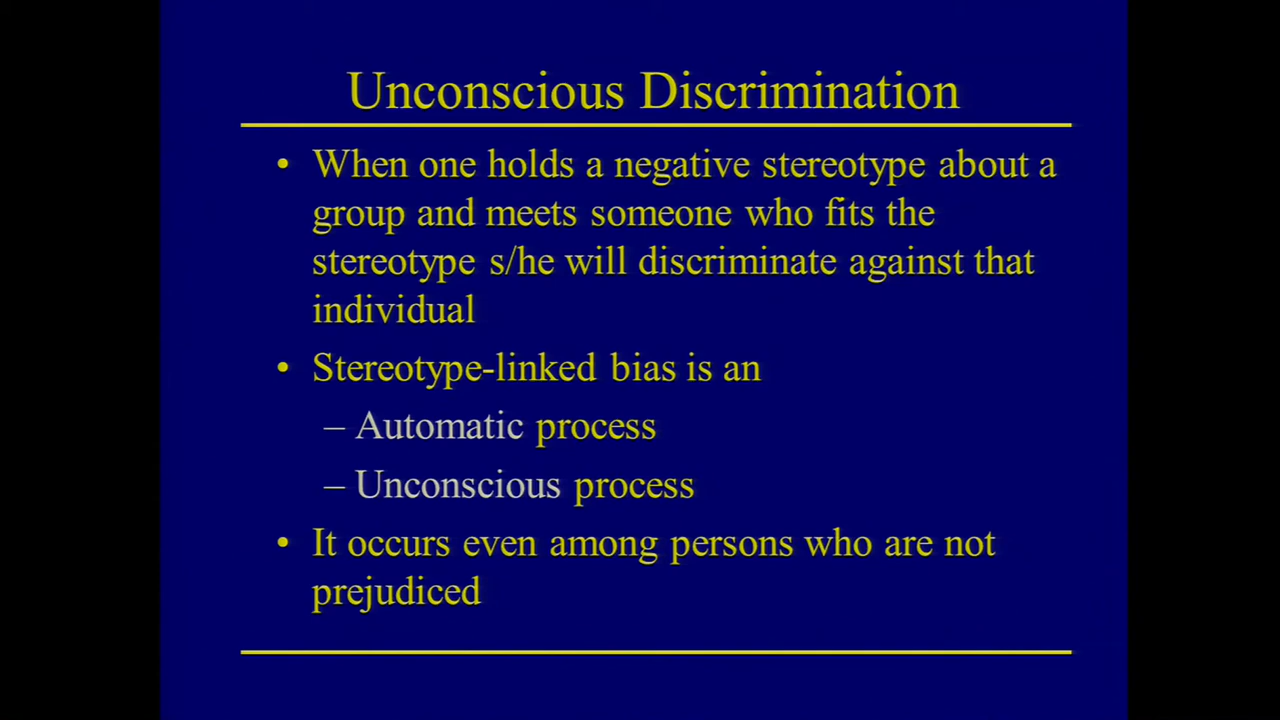 Unconscious Discrimination
• When one holds a negative stereotype about a
group and meets someone who fits the
stereotype s/he will discriminate against that
individual
• Stereotype-linked bias is an
– Automatic process
– Unconscious process
• It occurs even among persons who are not
prejudiced